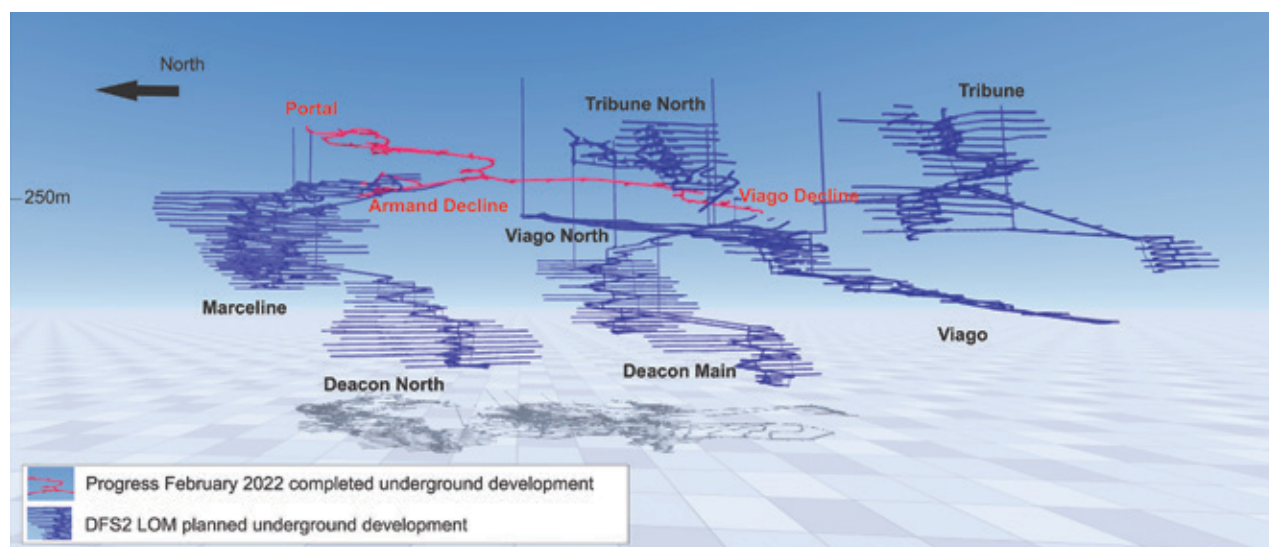 North
Portal
Tribune North
Tribune
250m
Armand Decline
Viago Decline
Viago North
Marceline
Viago
Deacon North
Deacon Main
Progress February 2022 completed underground development
DFS2 LOM planned underground development